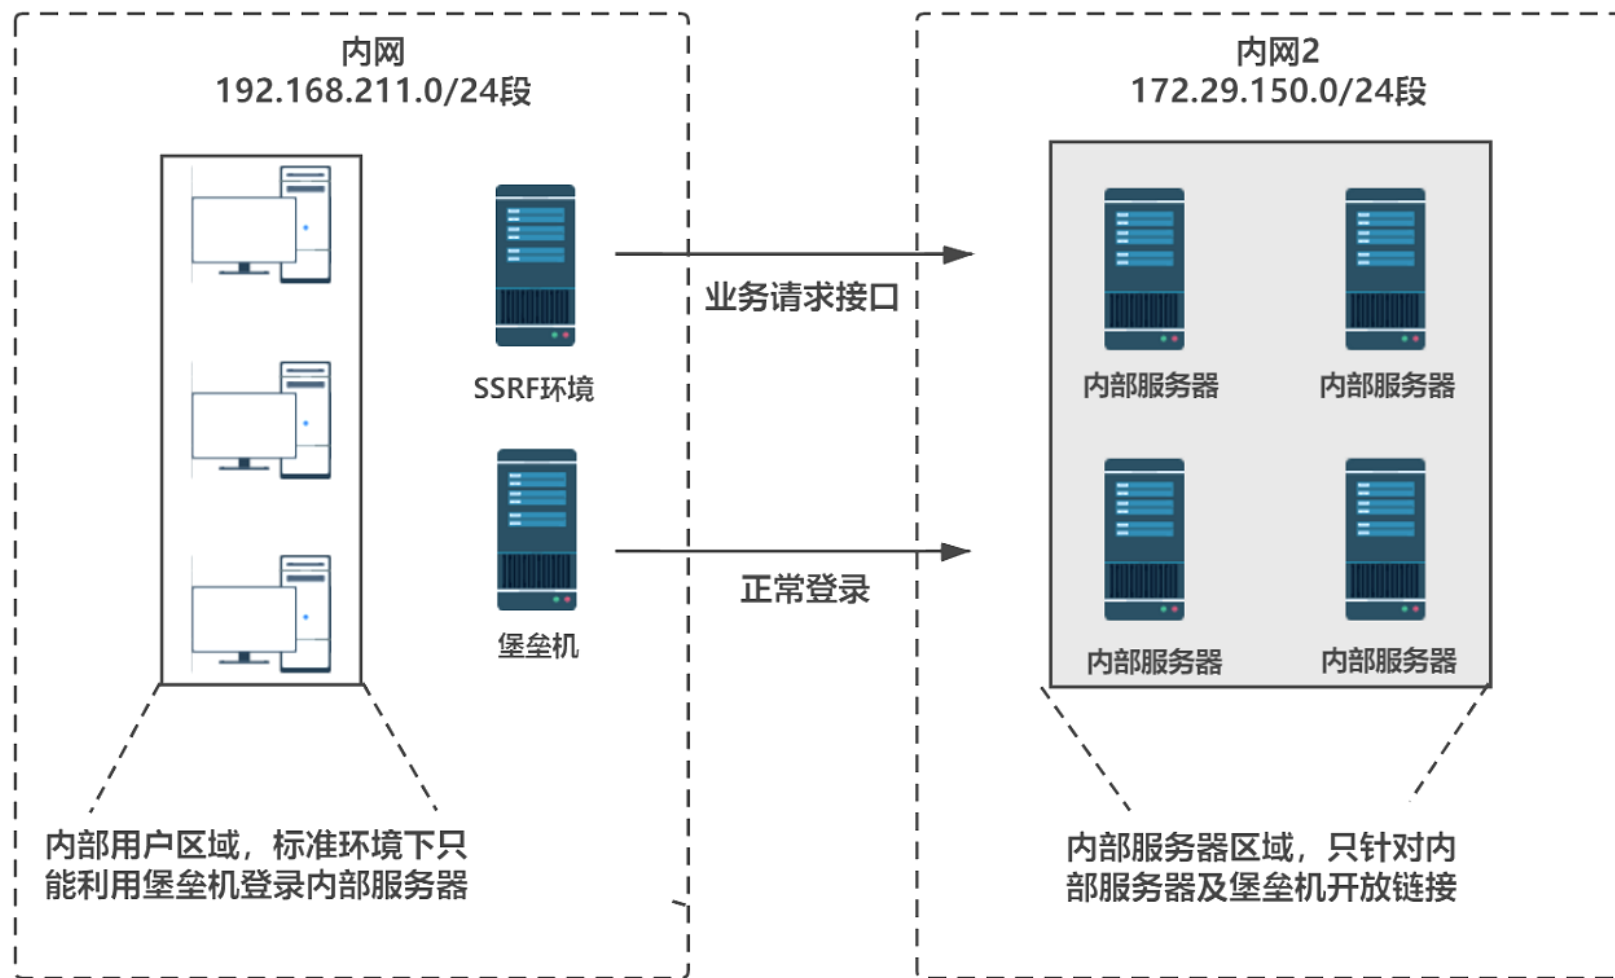 内网
192.168.211.0/24段
SSRF环境
堡垒机
内部用户区域，标准环境下只
能利用堡垒机登录内部服务器
业务请求接口
正常登录
内网2
172.29.150.0/24段
内部服务器
内部服务器
内部服务器
内部服务器
内部服务器区域，只针对内
部服务器及堡垒机开放链接